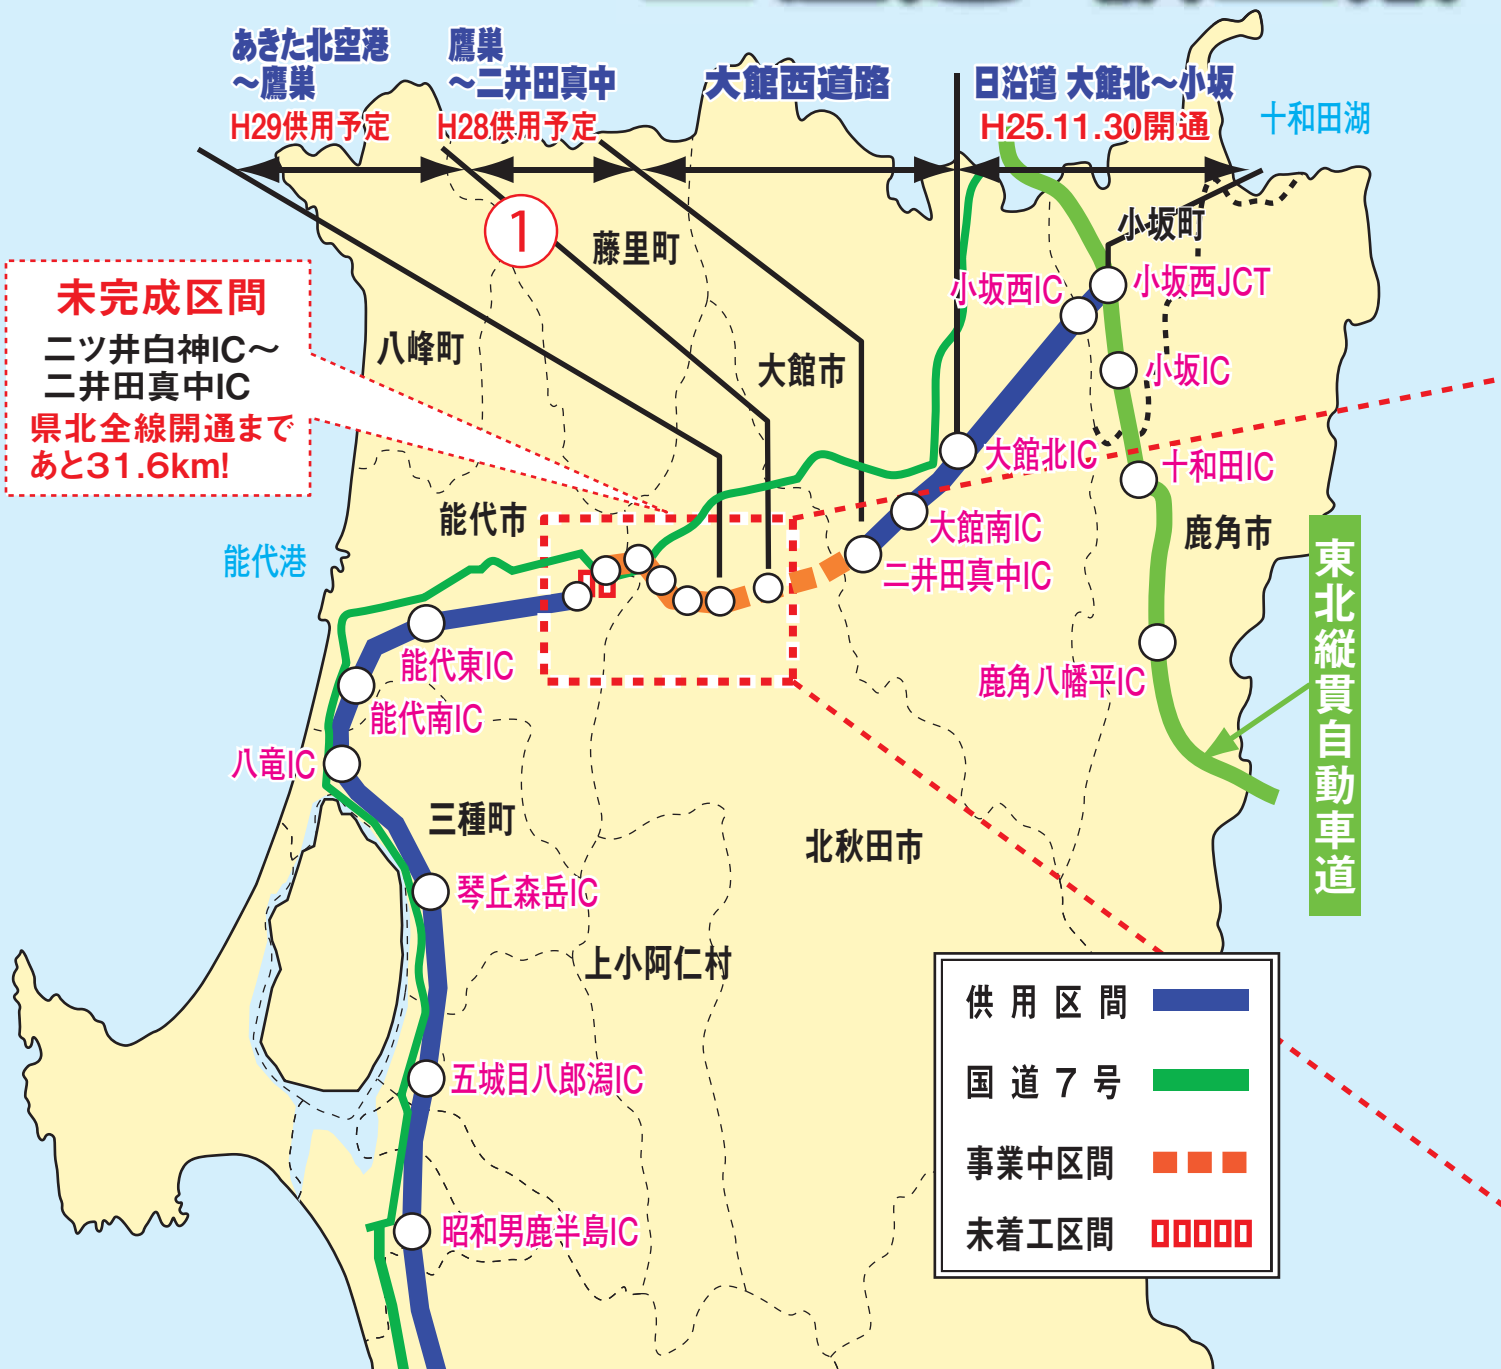 あきた北空港
～鷹巣
H29供用予定
鷹巣
～二井田真中
H28供用予定
大館西道路
日沿道 大館北～小坂
H25.11.30開通
十和田湖
①
藤里町
小坂町
小坂西IC
小坂西JCT
未完成区間
二ツ井白神IC～
二井田真中IC
県北全線開通まで
あと31.6km!
八峰町
大館市
小坂IC
大館北IC
十和田IC
能代市
大館南IC
鹿角市
能代港
二井田真中IC
東北縦貫自動車道
能代東IC
鹿角八幡平IC
能代南IC
八竜IC
三種町
北秋田市
琴丘森岳IC
上小阿仁村
五城目八郎潟IC
昭和男鹿半島IC
供用区間
国道7号
事業中区間
未着工区間